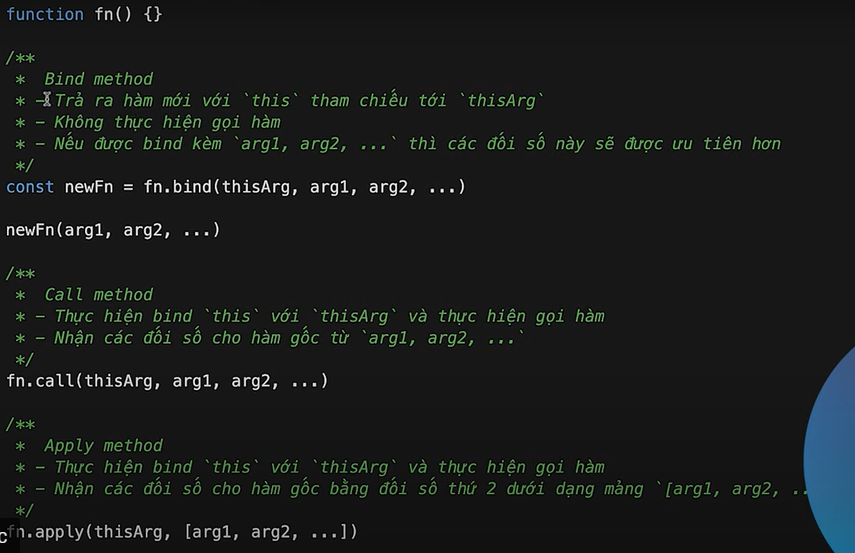 function fn() {}
/**
 * Bind method
 * - Trả ra hàm mới với `this` tham chiếu tới `thisArg`
 * - Không thực hiện gọi hàm
 * - Nếu được bind kèm `arg1, arg2, ...` thì các đối số này sẽ được ưu tiên hơn
 */
const newFn = fn.bind(thisArg, arg1, arg2, ...)
newFn(arg1, arg2, ...)
/**
 * Call method
 * - Thực hiện bind `this` với `thisArg` và thực hiện gọi hàm
 * - Nhận các đối số cho hàm gốc từ `arg1, arg2, ...`
 */
fn.call(thisArg, arg1, arg2, ...)
/**
 * Apply method
 * - Thực hiện bind `this` với `thisArg` và thực hiện gọi hàm
 * - Nhận các đối số cho hàm gốc bằng đối số thứ 2 dưới dạng mảng `[arg1, arg2, ..
 */
fn.apply(thisArg, [arg1, arg2, ...])